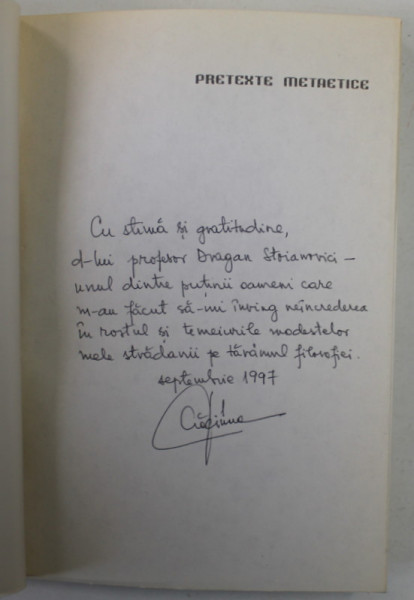 PRETEXTE METAETICE
Cu stimă și gratitudine,
d-lui profesor Dragan Stoianovici –
unul dintre puținii oameni care
m-au făcut să-mi înving neîncrederea
în rostul și temeiurile modestelor
mele strădanii pe tărâmul filosofiei.
septembrie 1997